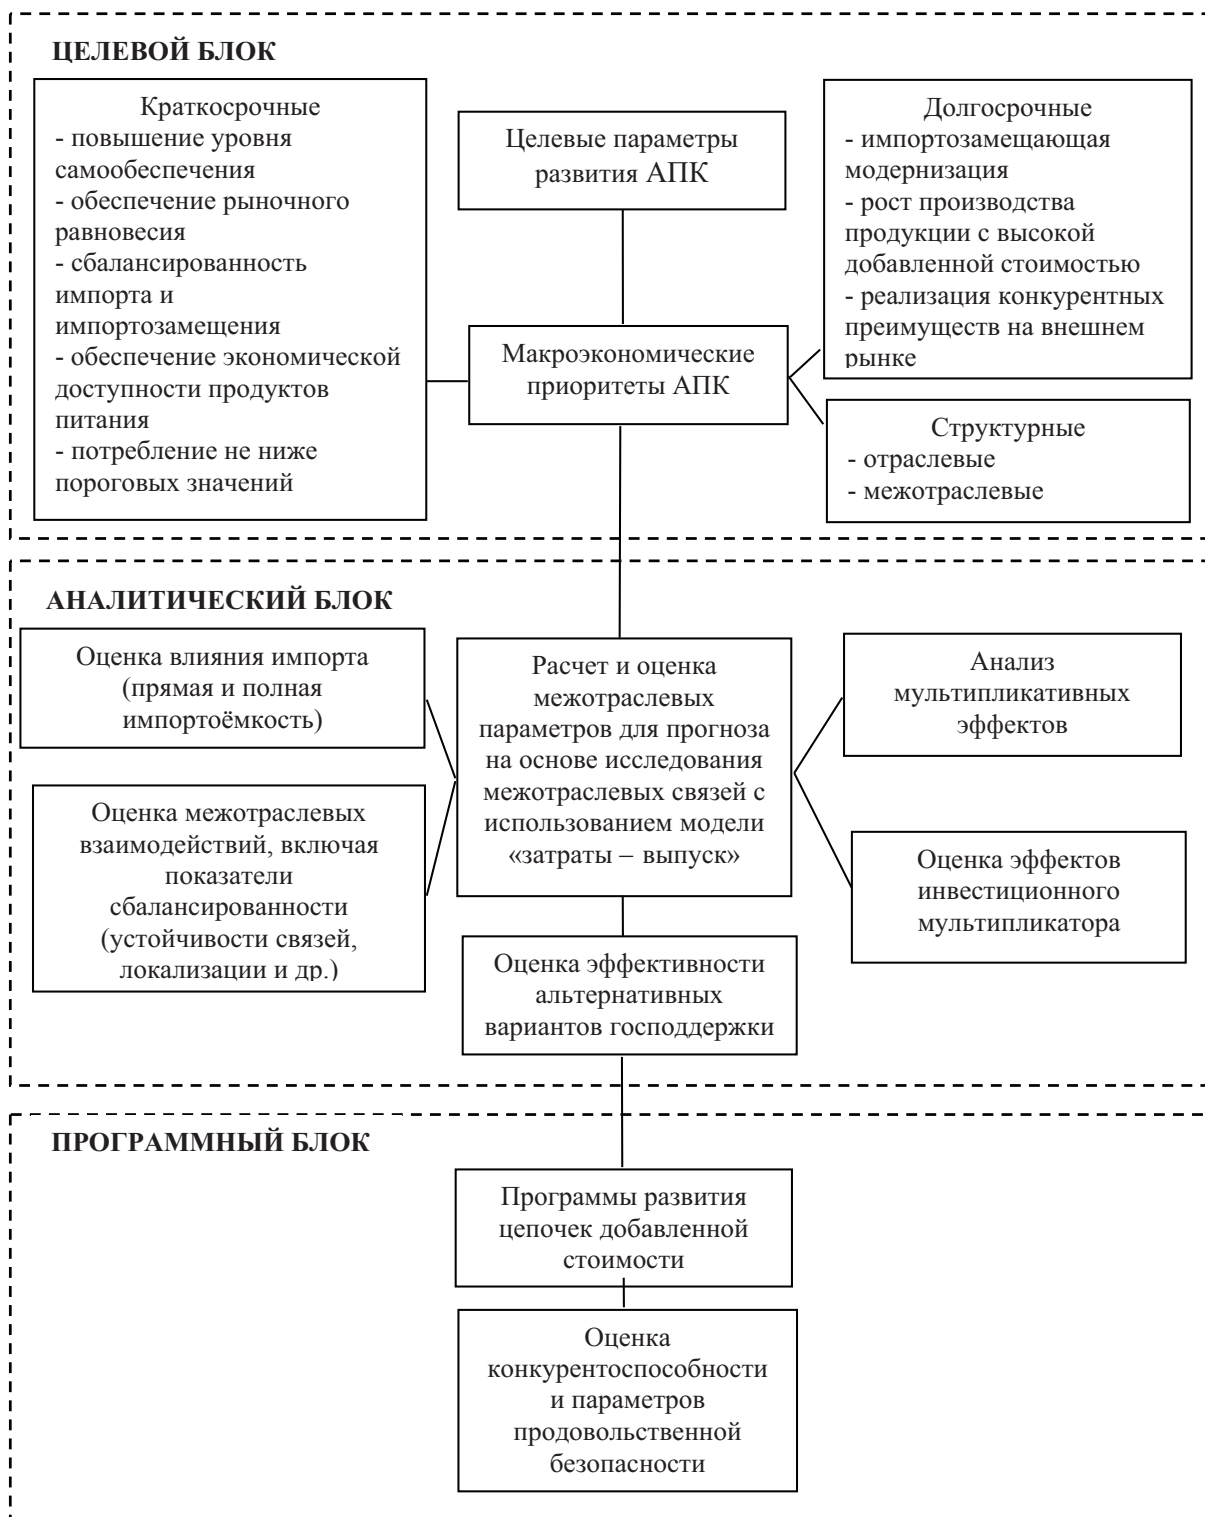 ЦЕЛЕВОЙ БЛОК
Краткосрочные
- повышение уровня
самообеспечения
- обеспечение рыночного
равновесия
- сбалансированность
импорта и
импортозамещения
- обеспечение экономической
доступности продуктов
питания
- потребление не ниже
пороговых значений
Целевые параметры
развития АПК
Макроэкономические
приоритеты АПК
Долгосрочные
- импортозамещающая
модернизация
- рост производства
продукции с высокой
добавленной стоимостью
- реализация конкурентных
преимуществ на внешнем
рынке
Структурные
- отраслевые
- межотраслевые
АНАЛИТИЧЕСКИЙ БЛОК
Оценка влияния импорта
(прямая и полная
импортоёмкость)
Оценка межотраслевых
взаимодействий, включая
показатели
сбалансированности
(устойчивости связей,
локализации и др.)
Расчет и оценка
межотраслевых
параметров для прогноза
на основе исследования
межотраслевых связей с
использованием модели
«затраты – выпуск»
Анализ
мультипликативных
эффектов
Оценка эффектов
инвестиционного
мультипликатора
Оценка эффективности
альтернативных
вариантов господдержки
ПРОГРАММНЫЙ БЛОК
Программы развития
цепочек добавленной
стоимости
Оценка
конкурентоспособности
и параметров
продовольственной
безопасности